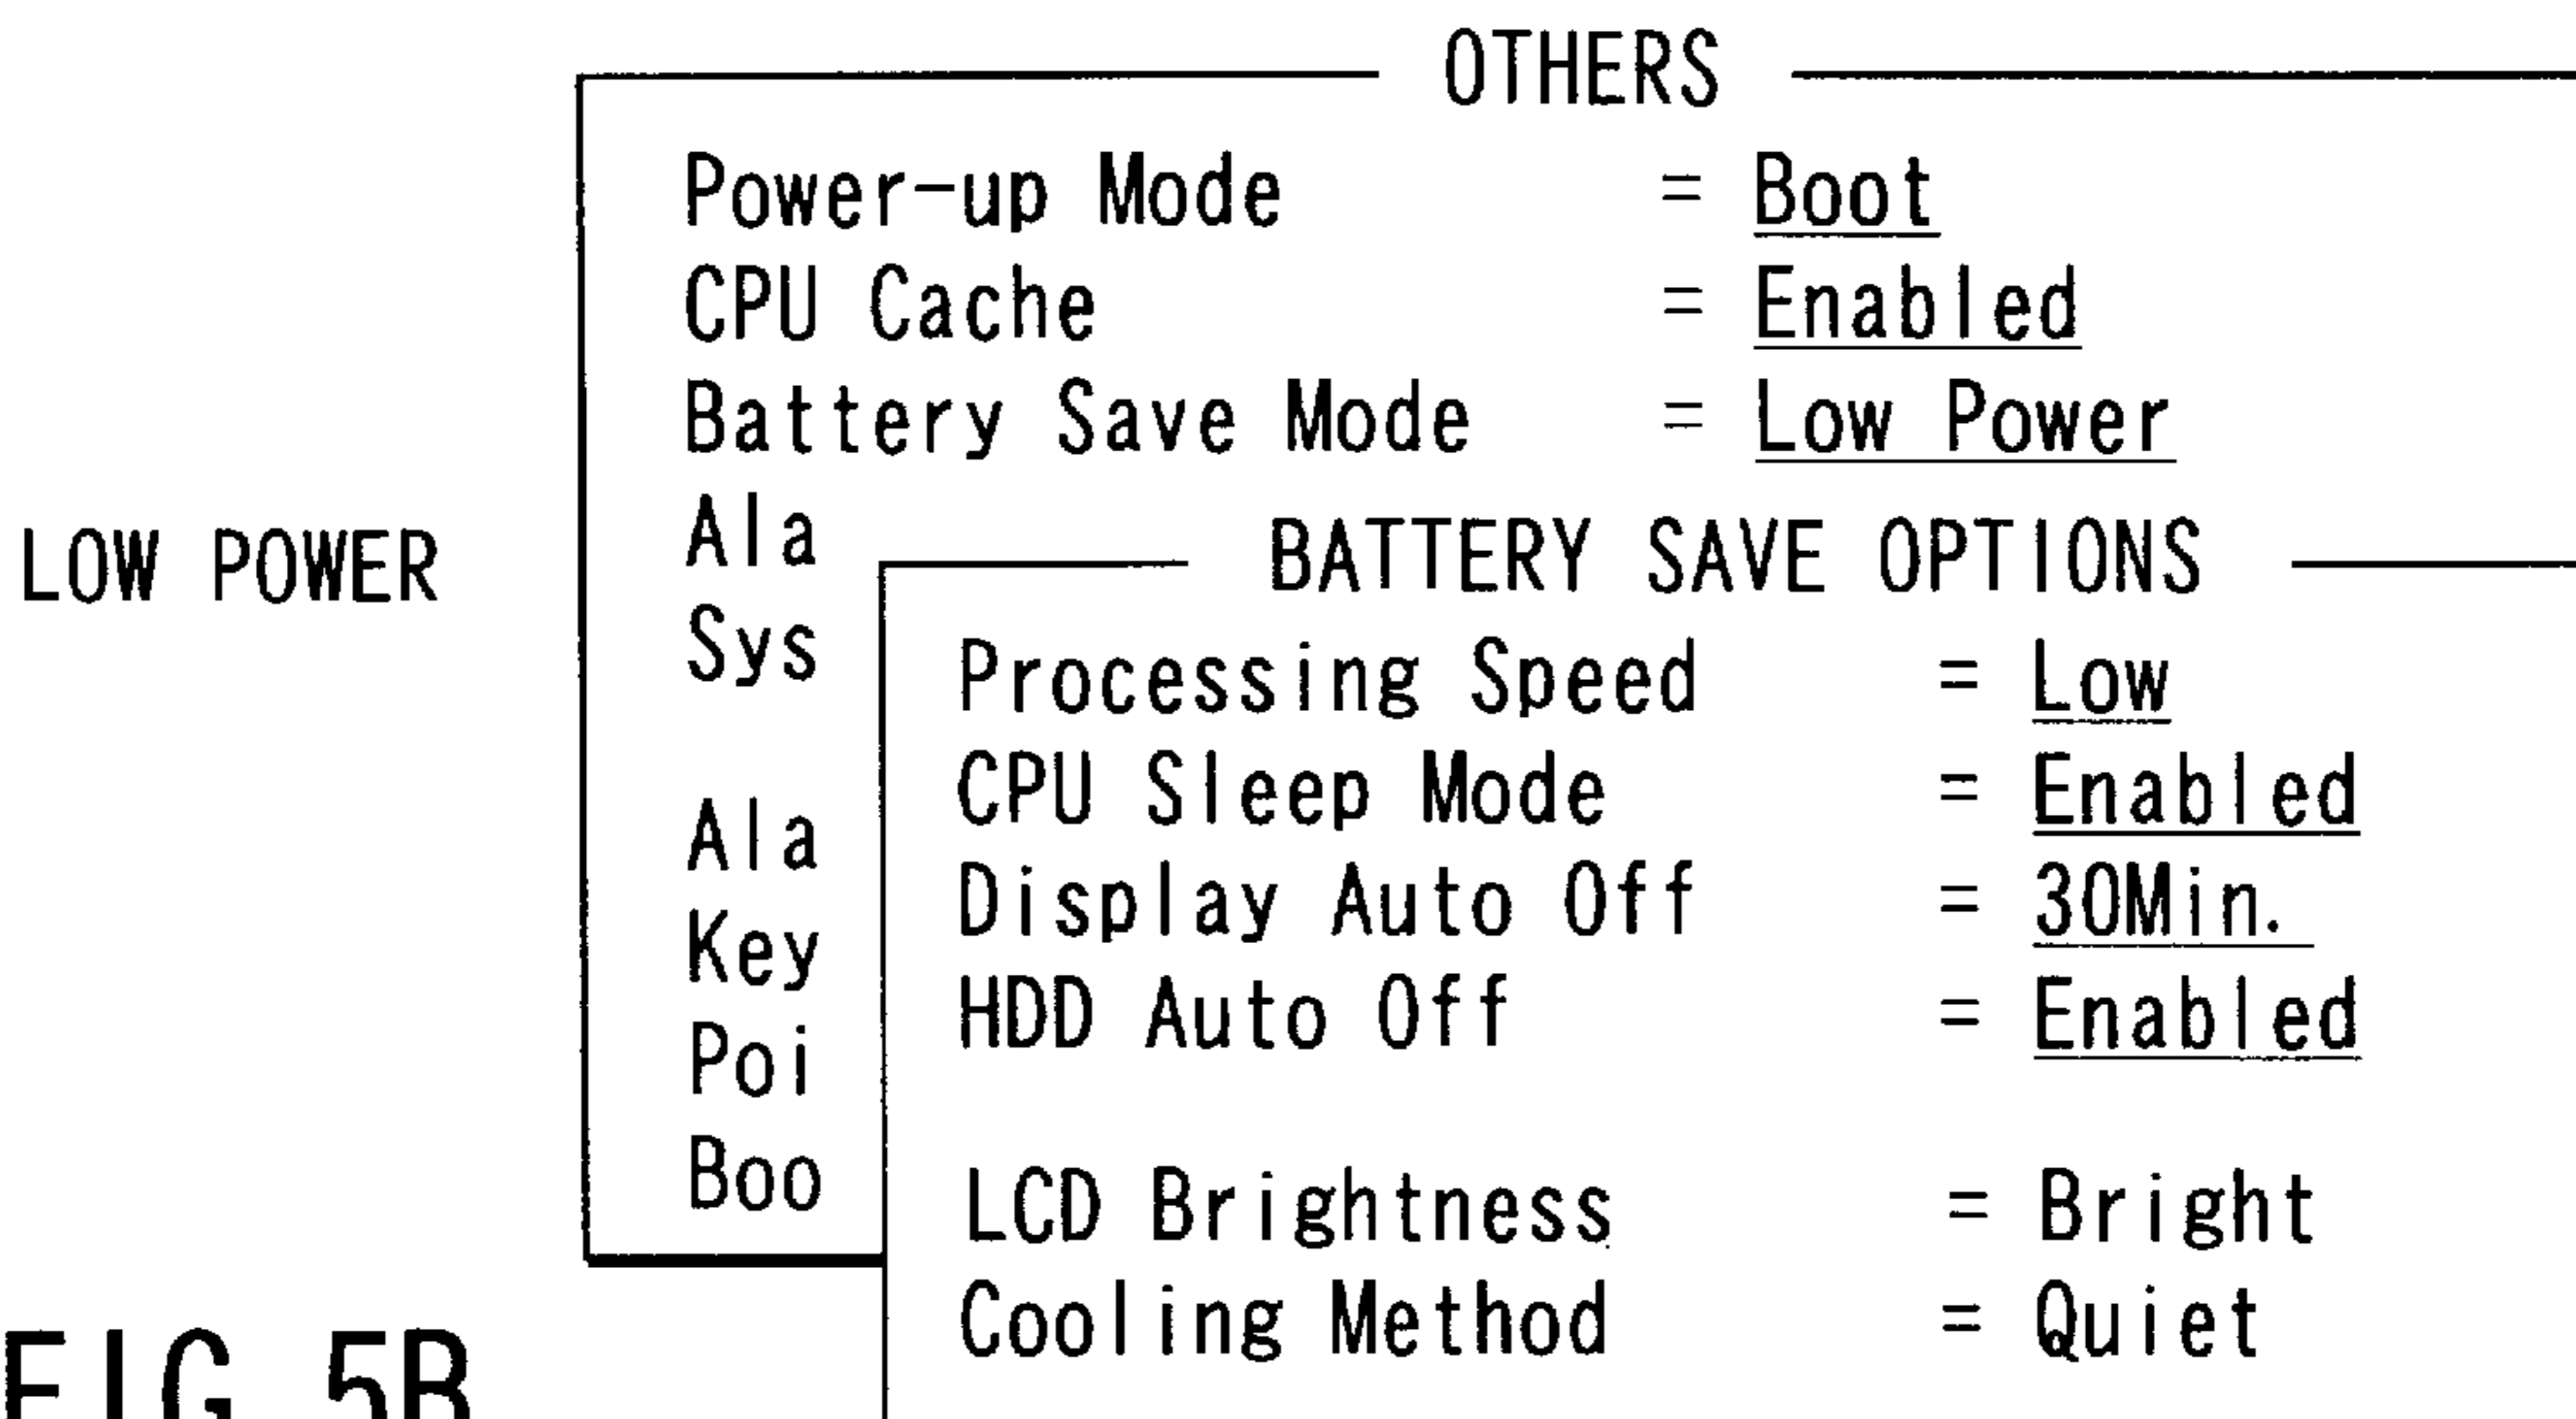 OTHERS
Power-up Mode = Boot
CPU Cache = Enabled
Battery Save Mode = Low Power
Ala
BATTERY SAVE OPTIONS
LOW POWER
Sys
Processing Speed = Low
CPU Sleep Mode = Enabled
Ala
Display Auto Off = 30Min.
Key
HDD Auto Off = Enabled
Poi
Boo
LCD Brightness = Bright
Cooling Method = Quiet
FIG 5B